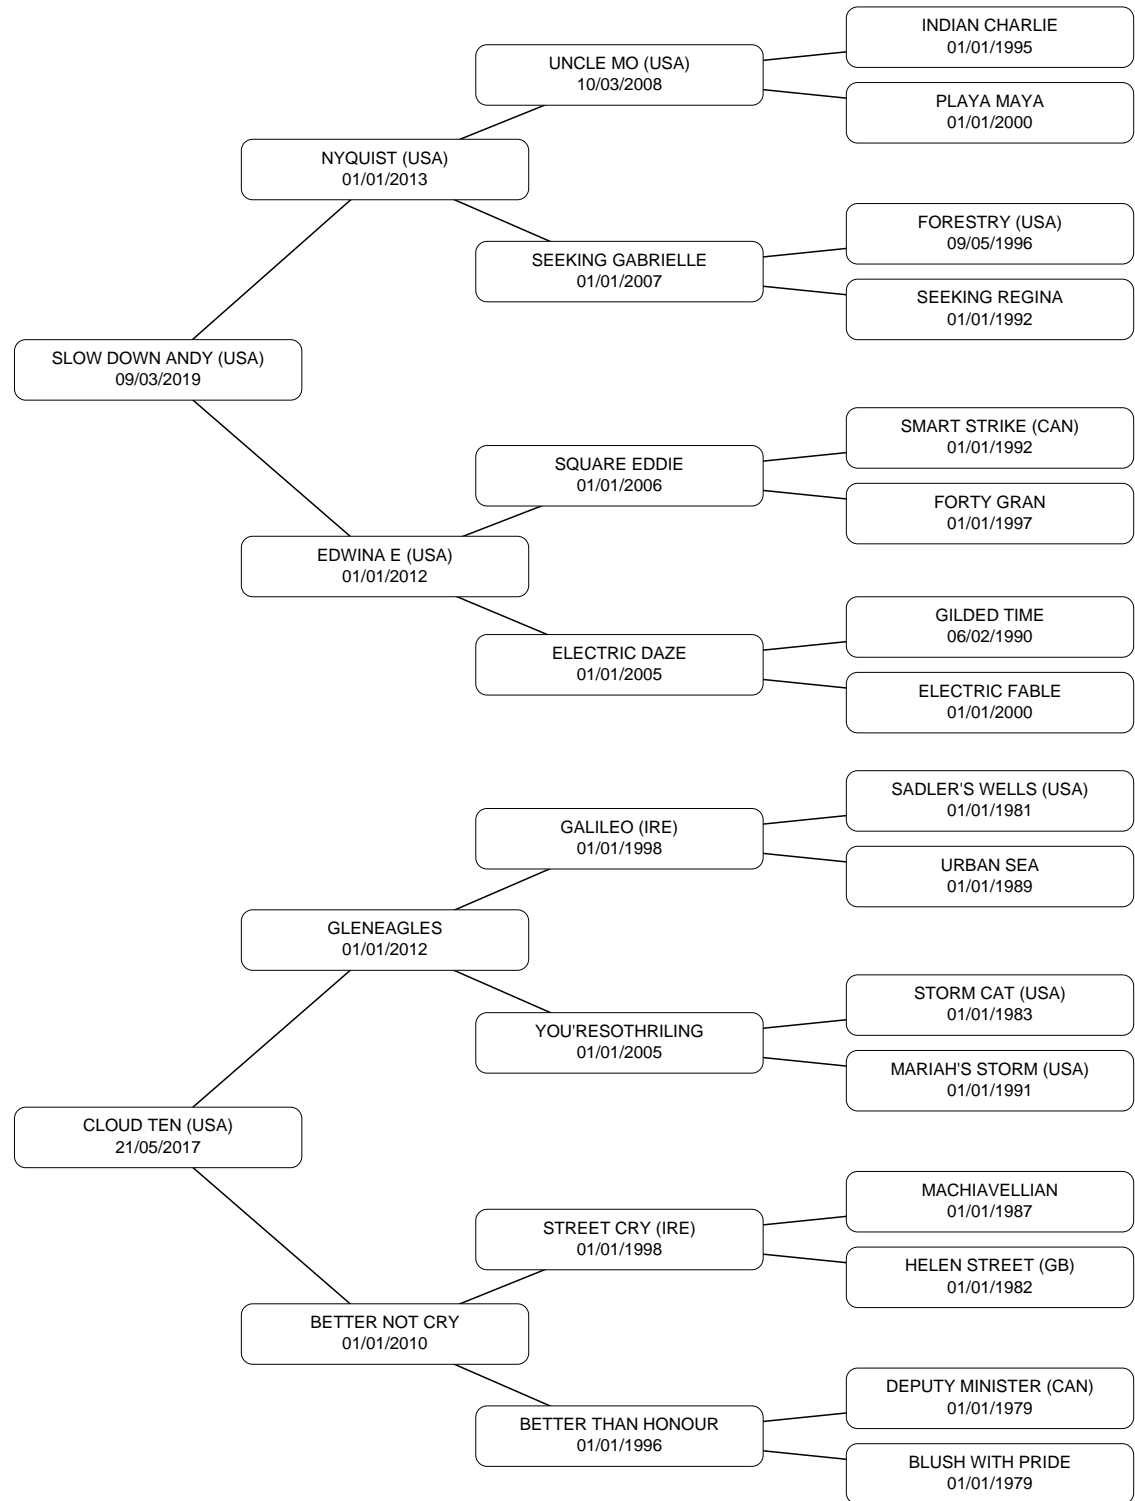 INDIAN CHARLIE
01/01/1995
UNCLE MO (USA)
10/03/2008
PLAYA MAYA
01/01/2000
NYQUIST (USA)
01/01/2013
FORESTRY (USA)
09/05/1996
SEEKING GABRIELLE
01/01/2007
SEEKING REGINA
01/01/1992
SLOW DOWN ANDY (USA)
09/03/2019
SMART STRIKE (CAN)
01/01/1992
SQUARE EDDIE
01/01/2006
FORTY GRAN
01/01/1997
EDWINA E (USA)
01/01/2012
GILDED TIME
06/02/1990
ELECTRIC DAZE
01/01/2005
ELECTRIC FABLE
01/01/2000
SADLER'S WELLS (USA)
01/01/1981
GALILEO (IRE)
01/01/1998
URBAN SEA
01/01/1989
GLENEAGLES
01/01/2012
STORM CAT (USA)
01/01/1983
YOU'RESOTHRILING
01/01/2005
MARIAH'S STORM (USA)
01/01/1991
CLOUD TEN (USA)
21/05/2017
MACHIAVELLIAN
01/01/1987
STREET CRY (IRE)
01/01/1998
HELEN STREET (GB)
01/01/1982
BETTER NOT CRY
01/01/2010
DEPUTY MINISTER (CAN)
01/01/1979
BETTER THAN HONOUR
01/01/1996
BLUSH WITH PRIDE
01/01/1979